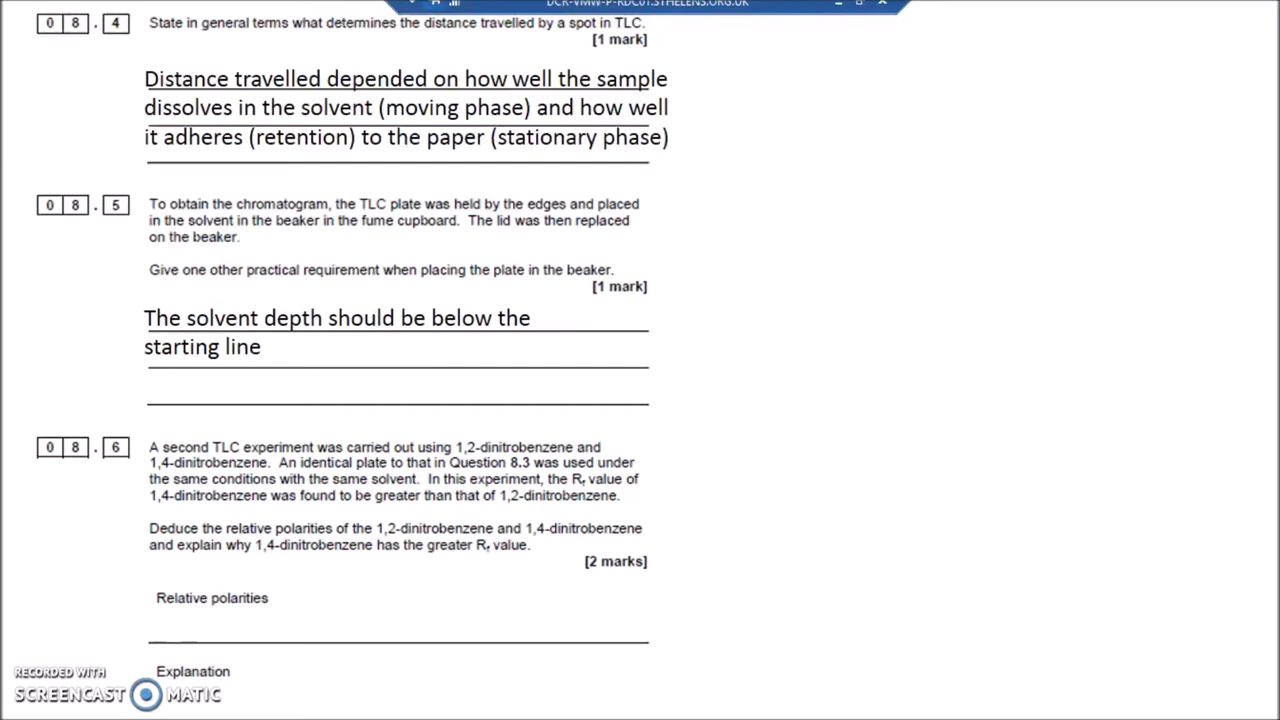 DCR-VMW-P-RDC01.STHELENS.ORG.UK
0 8 . 4 State in general terms what determines the distance travelled by a spot in TLC.
[1 mark]
Distance travelled depended on how well the sample
dissolves in the solvent (moving phase) and how well
it adheres (retention) to the paper (stationary phase)
0 8 . 5 To obtain the chromatogram, the TLC plate was held by the edges and placed
in the solvent in the beaker in the fume cupboard. The lid was then replaced
on the beaker.
Give one other practical requirement when placing the plate in the beaker.
[1 mark]
The solvent depth should be below the
starting line
0 8 . 6 A second TLC experiment was carried out using 1,2-dinitrobenzene and
1,4-dinitrobenzene. An identical plate to that in Question 8.3 was used under
the same conditions with the same solvent. In this experiment, the Rf value of
1,4-dinitrobenzene was found to be greater than that of 1,2-dinitrobenzene.
Deduce the relative polarities of the 1,2-dinitrobenzene and 1,4-dinitrobenzene
and explain why 1,4-dinitrobenzene has the greater Rf value.
[2 marks]
Relative polarities
Explanation
RECORDED WITH
SCREENCAST MATIC